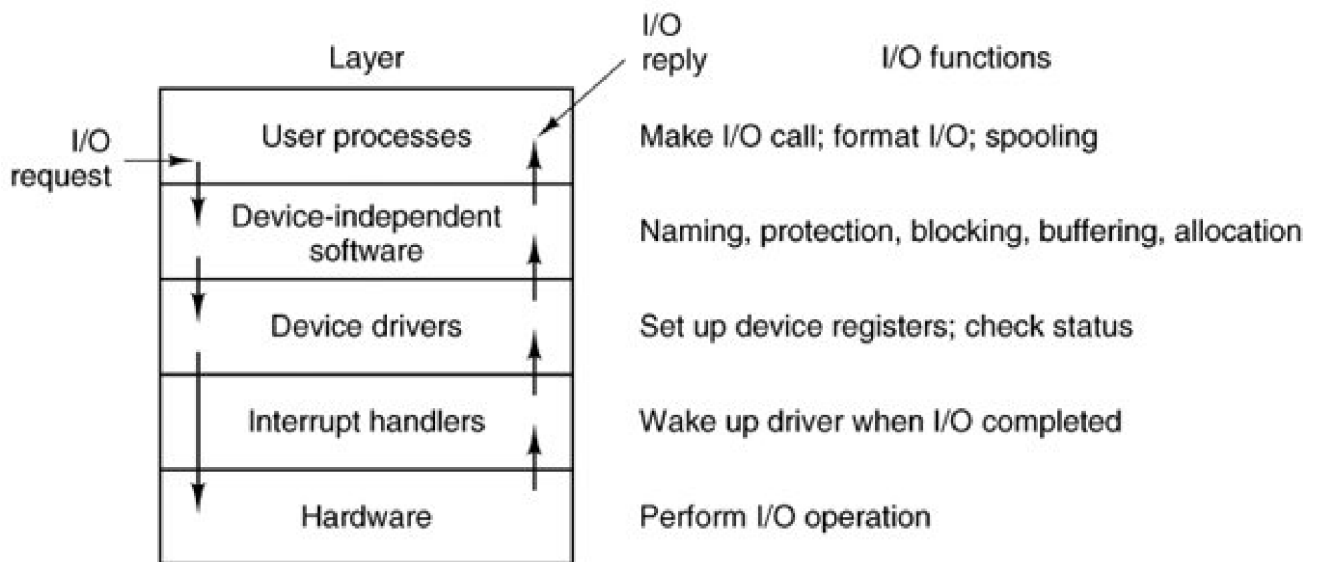 Layer
I/O
reply
I/O functions
I/O
request
User processes
Make I/O call; format I/O; spooling
Device-independent
software
Naming, protection, blocking, buffering, allocation
Device drivers
Set up device registers; check status
Interrupt handlers
Wake up driver when I/O completed
Hardware
Perform I/O operation